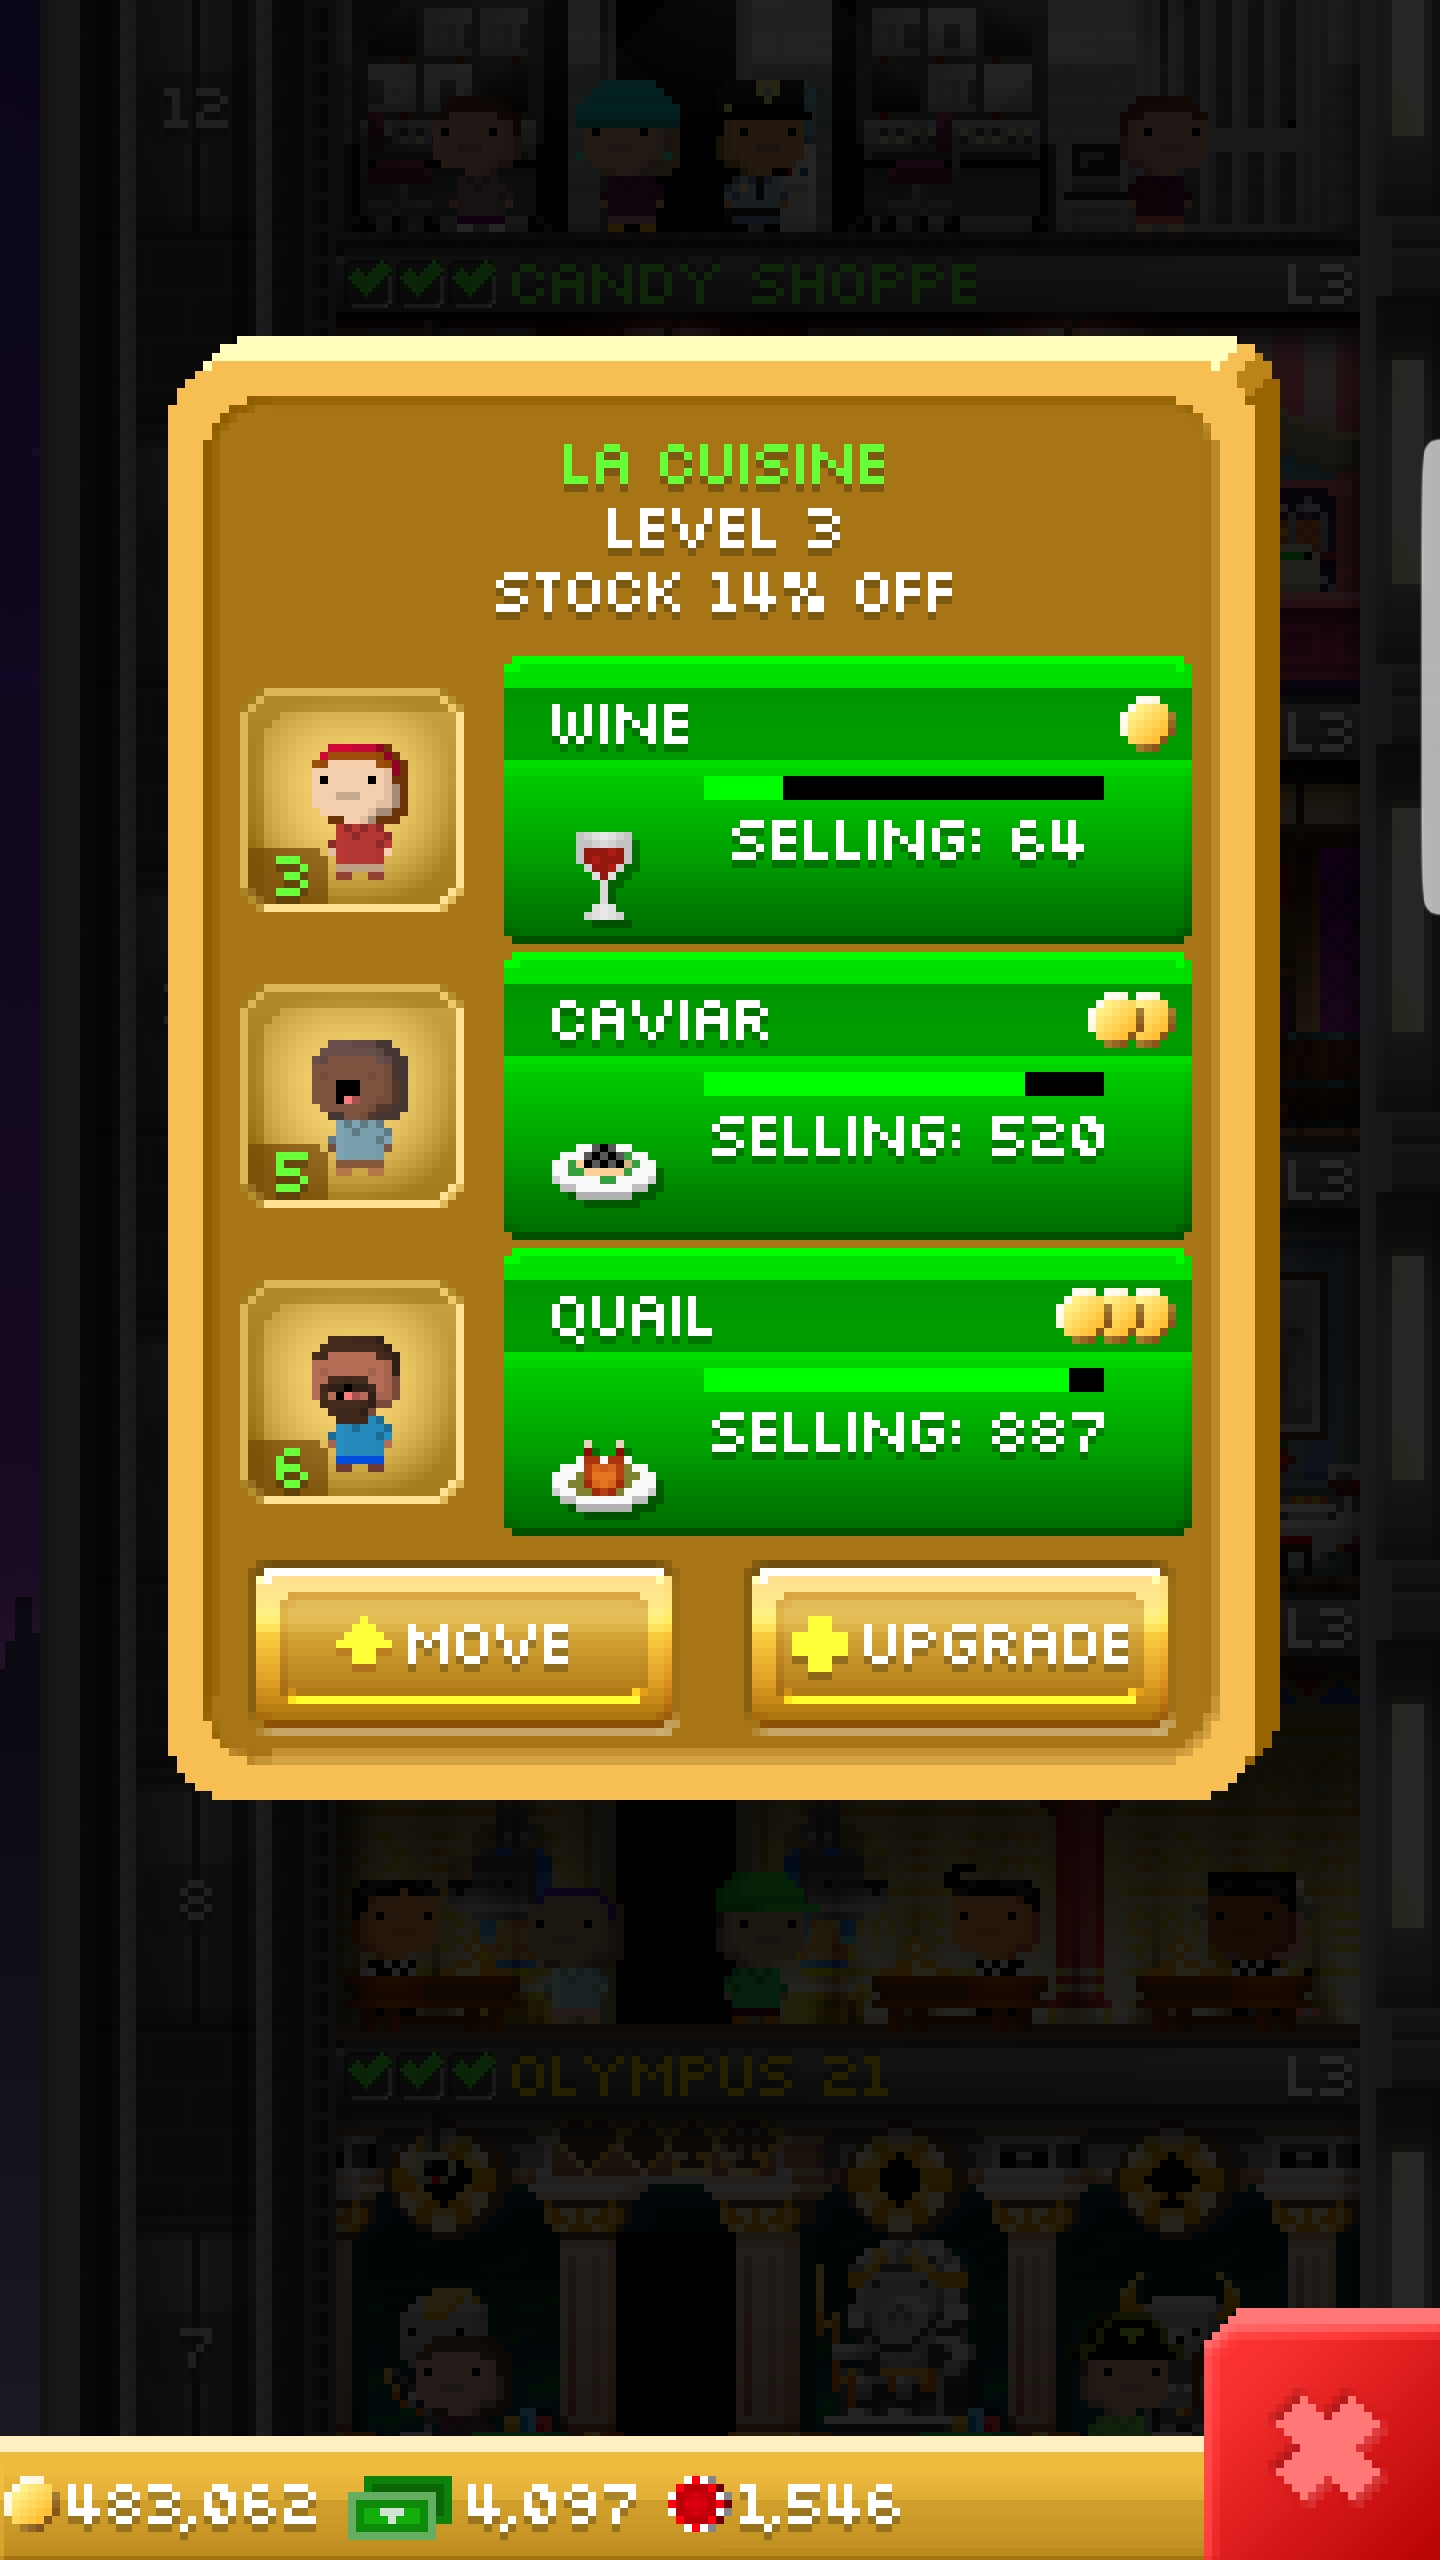 12
CANDY SHOPPE L3
LA CUISINE
LEVEL 3
STOCK 14% OFF
WINE
L3
SELLING: 64
3
CAVIAR
SELLING: 520
5
L3
QUAIL
SELLING: 887
6
MOVE
UPGRADE
L3
8
OLYMPUS 21 L3
7
483,062 4,097 1,546